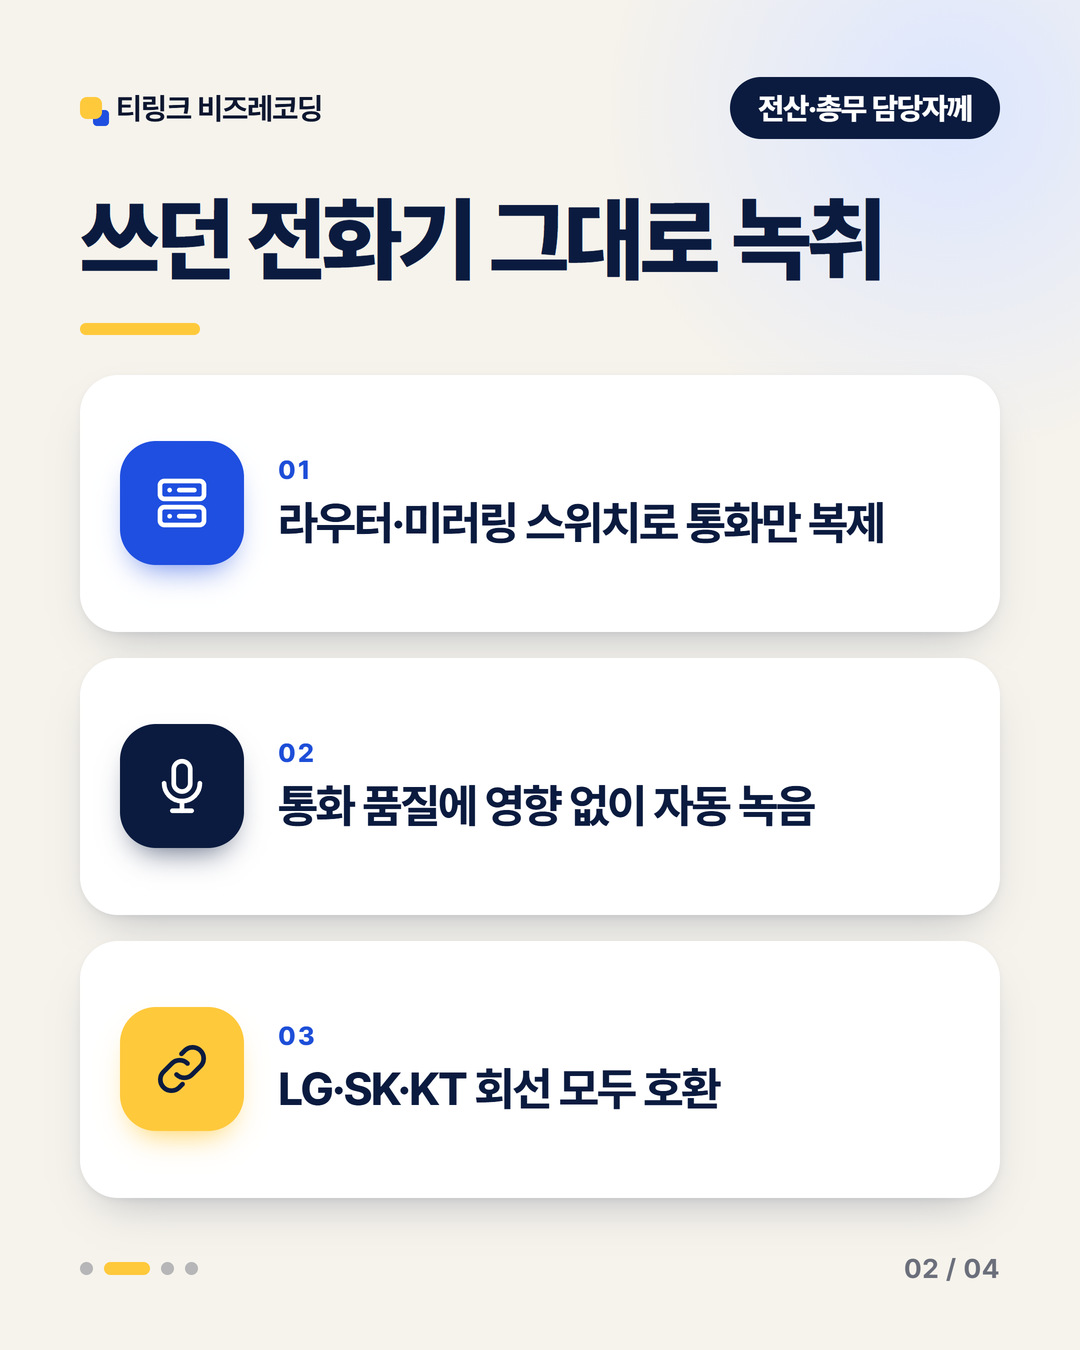 티링크 비즈레코딩
전산·총무 담당자께
쓰던 전화기 그대로 녹취
01
라우터·미러링 스위치로 통화만 복제
02
통화 품질에 영향 없이 자동 녹음
03
LG·SK·KT 회선 모두 호환
02 / 04